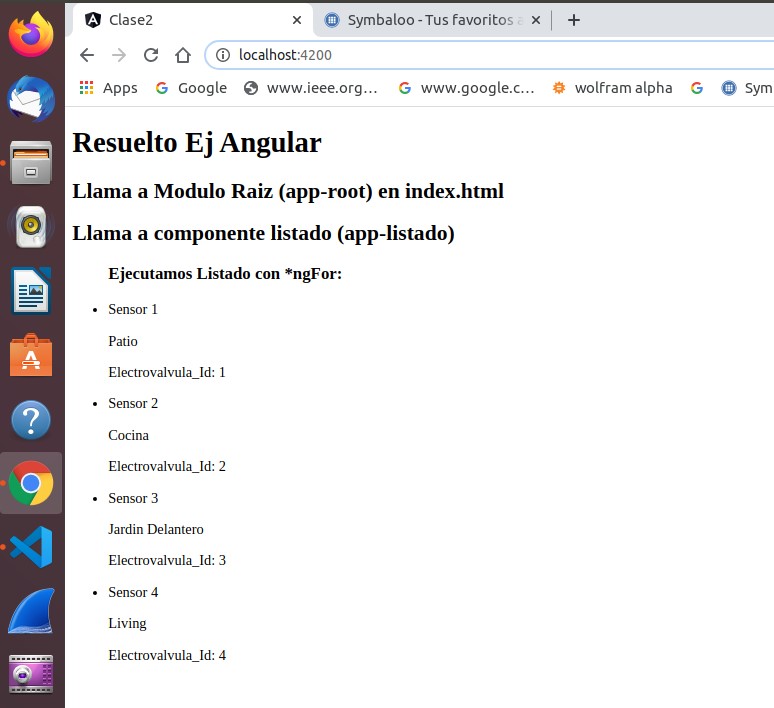 Clase2
Symbaloo - Tus favoritos a
localhost:4200
Apps
Google
www.ieee.org...
www.google.c...
wolfram alpha
Sym
Resuelto Ej Angular
Llama a Modulo Raiz (app-root) en index.html
Llama a componente listado (app-listado)
Ejecutamos Listado con *ngFor:
Sensor 1
Patio
Electrovalvula_Id: 1
Sensor 2
Cocina
Electrovalvula_Id: 2
Sensor 3
Jardin Delantero
Electrovalvula_Id: 3
Sensor 4
Living
Electrovalvula_Id: 4